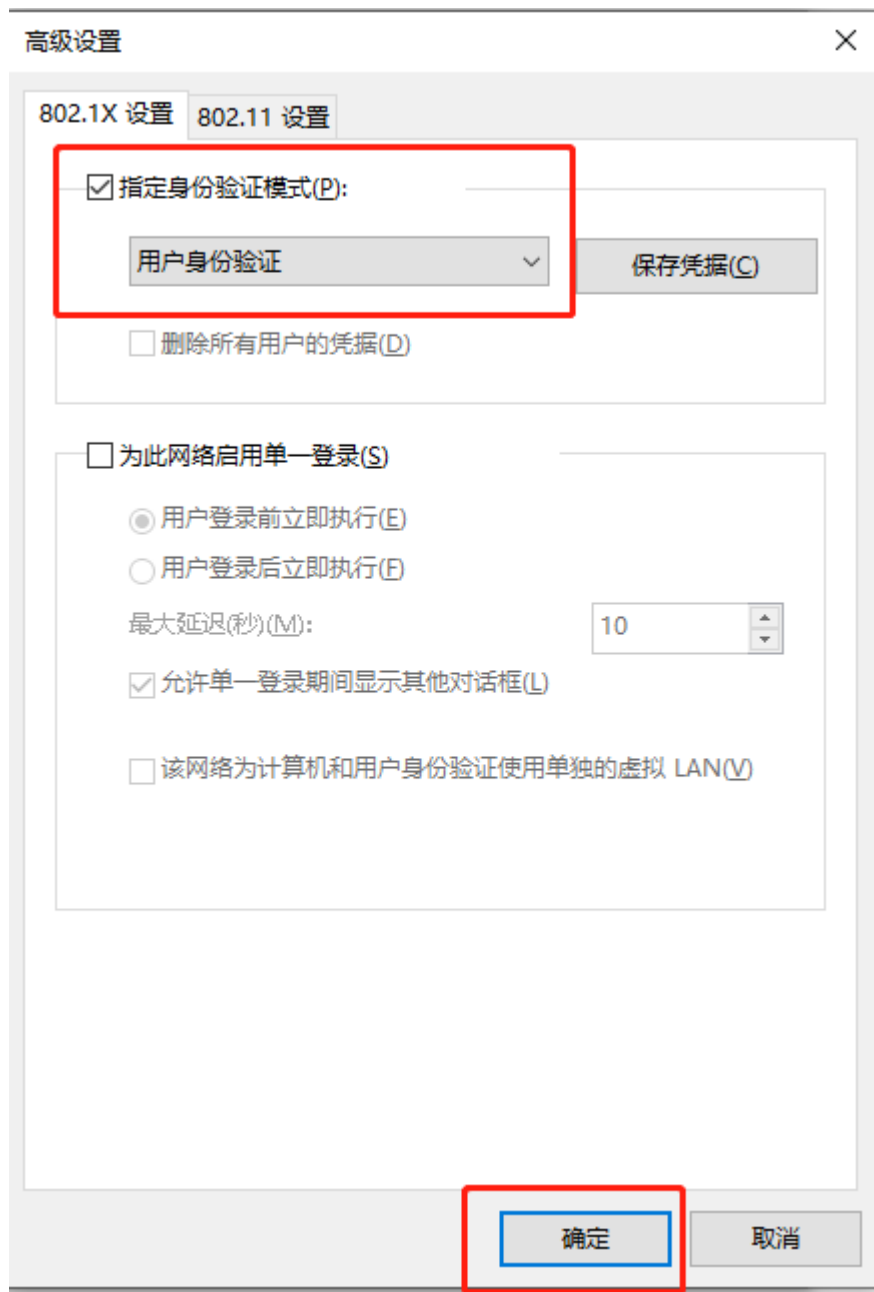 高级设置
802.1X 设置 802.11 设置
指定身份验证模式(P):
用户身份验证 保存凭据(C)
删除所有用户的凭据(D)
为此网络启用单一登录(S)
用户登录前立即执行(E)
用户登录后立即执行(F)
最大延迟(秒)(M): 10
允许单一登录期间显示其他对话框(L)
该网络为计算机和用户身份验证使用单独的虚拟 LAN(V)
确定 取消